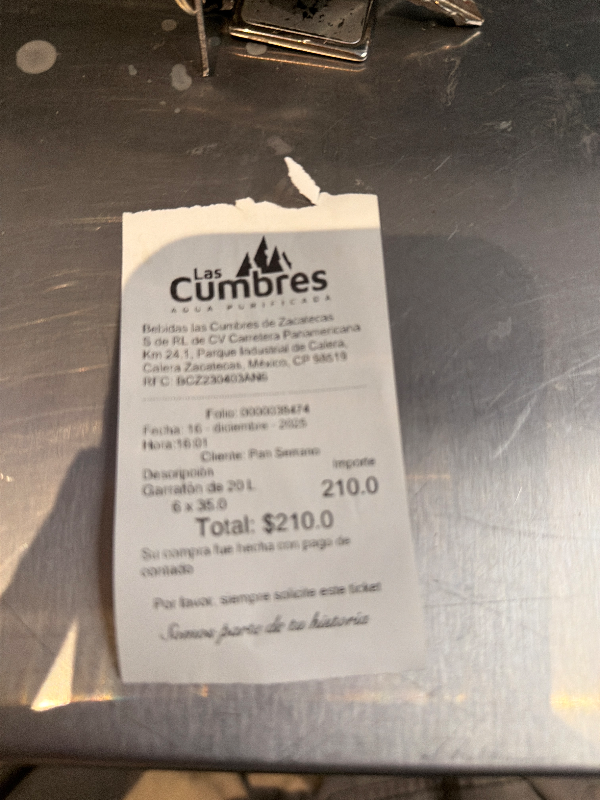 Las
Cumbres
AGUA PURIFICADA
Bebidas las Cumbres de Zacatecas
S de RL de CV Carretera Panamericana
Km 24.1, Parque Industrial de Calera,
Calera Zacatecas, México, CP 98519
RFC: BCZ230403AN6
Folio: 0000035474
Fecha: 16 - diciembre - 2025
Hora:16:01
Cliente: Pan Serrano
Descripción Importe
Garrafón de 20 L 210.0
6 x 35.0
Total: $210.0
Su compra fue hecha con pago de
contado
Por favor, siempre solicite este ticket
Somos parte de tu historia